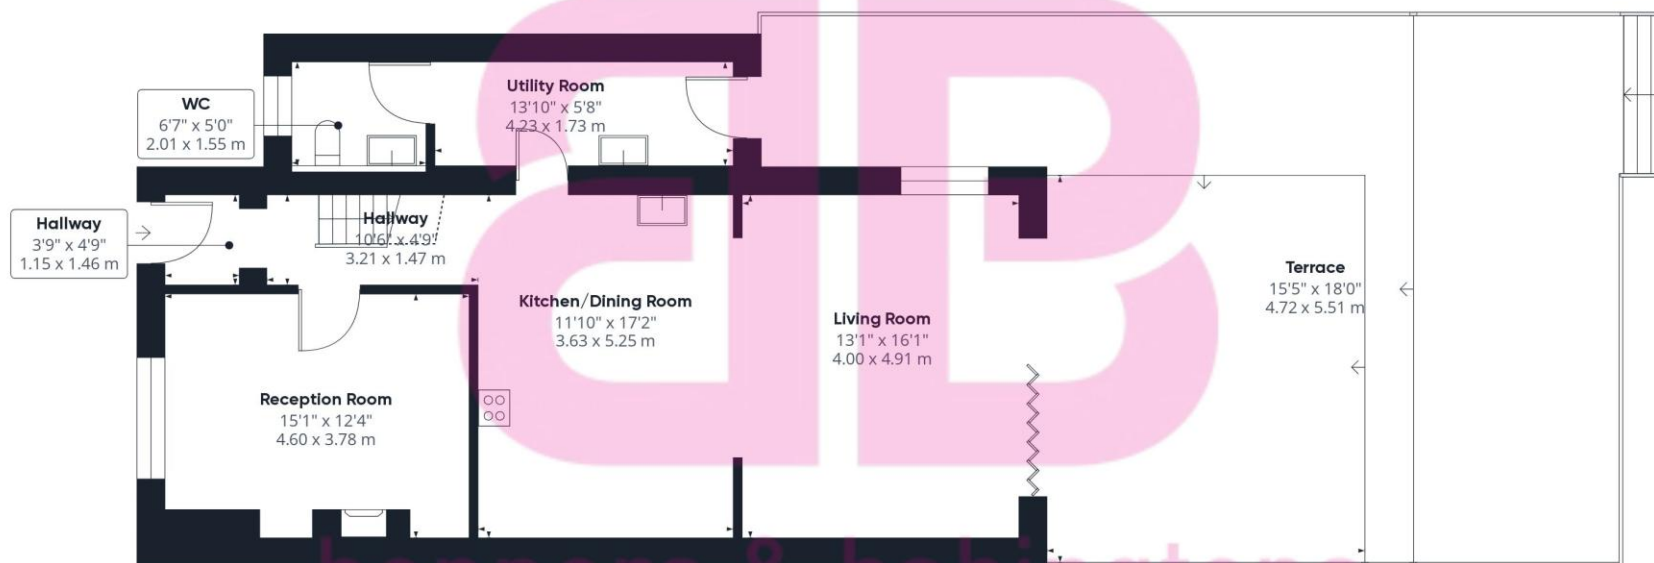 Utility Room
13'10" x 5'8"
4.23 x 1.73 m
WC
6'7" x 5'0"
2.01 x 1.55 m
Hallway
3'9" x 4'9"
1.15 x 1.46 m
Hallway
10'6" x 4'9"
3.21 x 1.47 m
Kitchen/Dining Room
11'10" x 17'2"
3.63 x 5.25 m
Living Room
13'1" x 16'1"
4.00 x 4.91 m
Terrace
15'5" x 18'0"
4.72 x 5.51 m
Reception Room
15'1" x 12'4"
4.60 x 3.78 m